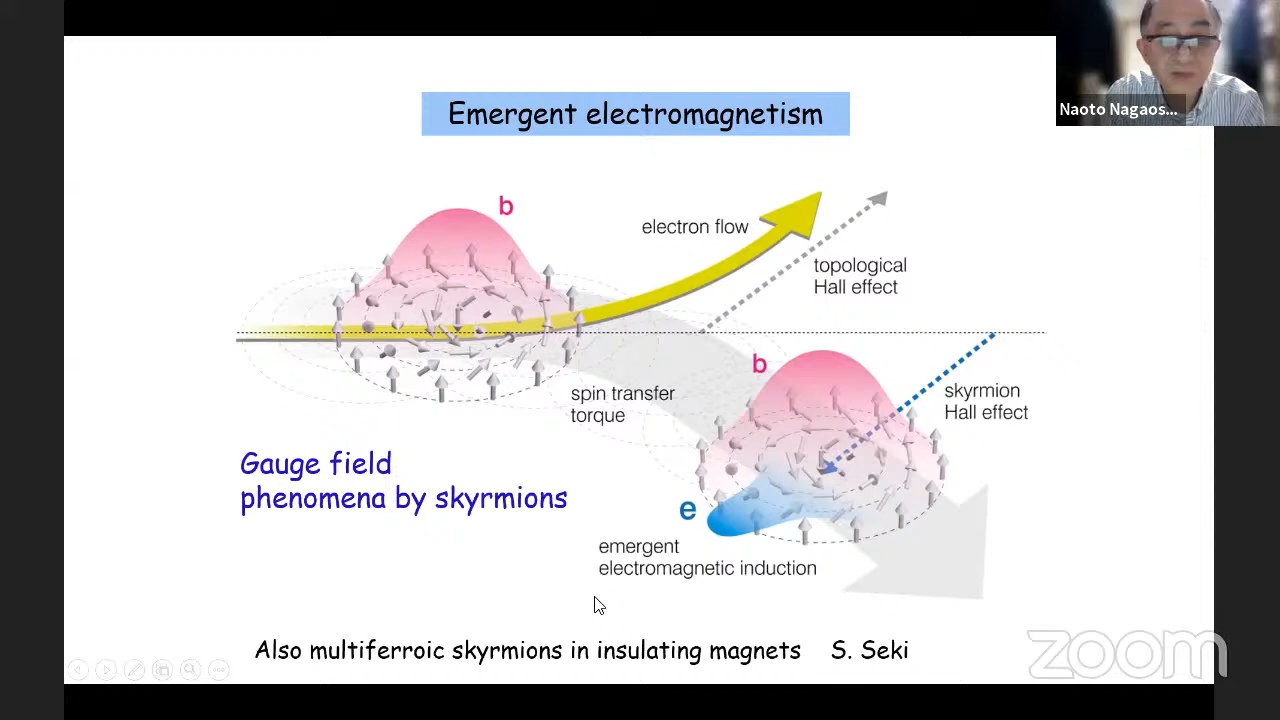 Naoto Nagaos...
Emergent electromagnetism
b
electron flow
topological
Hall effect
b
spin transfer
torque
skyrmion
Hall effect
Gauge field
phenomena by skyrmions
e
emergent
electromagnetic induction
Also multiferroic skyrmions in insulating magnets S. Seki
zoom